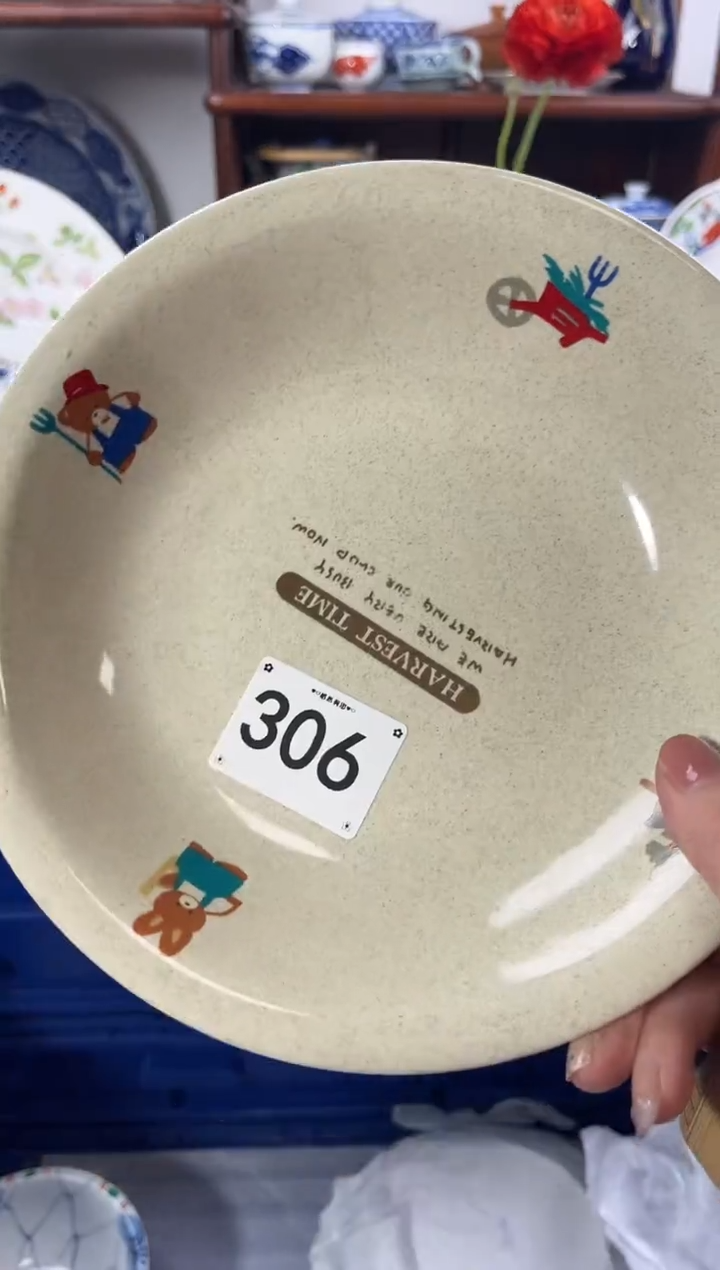 HARVEST TIME
WE ARE VERY BUSY
HARVESTING OUR CROP NOW.
306